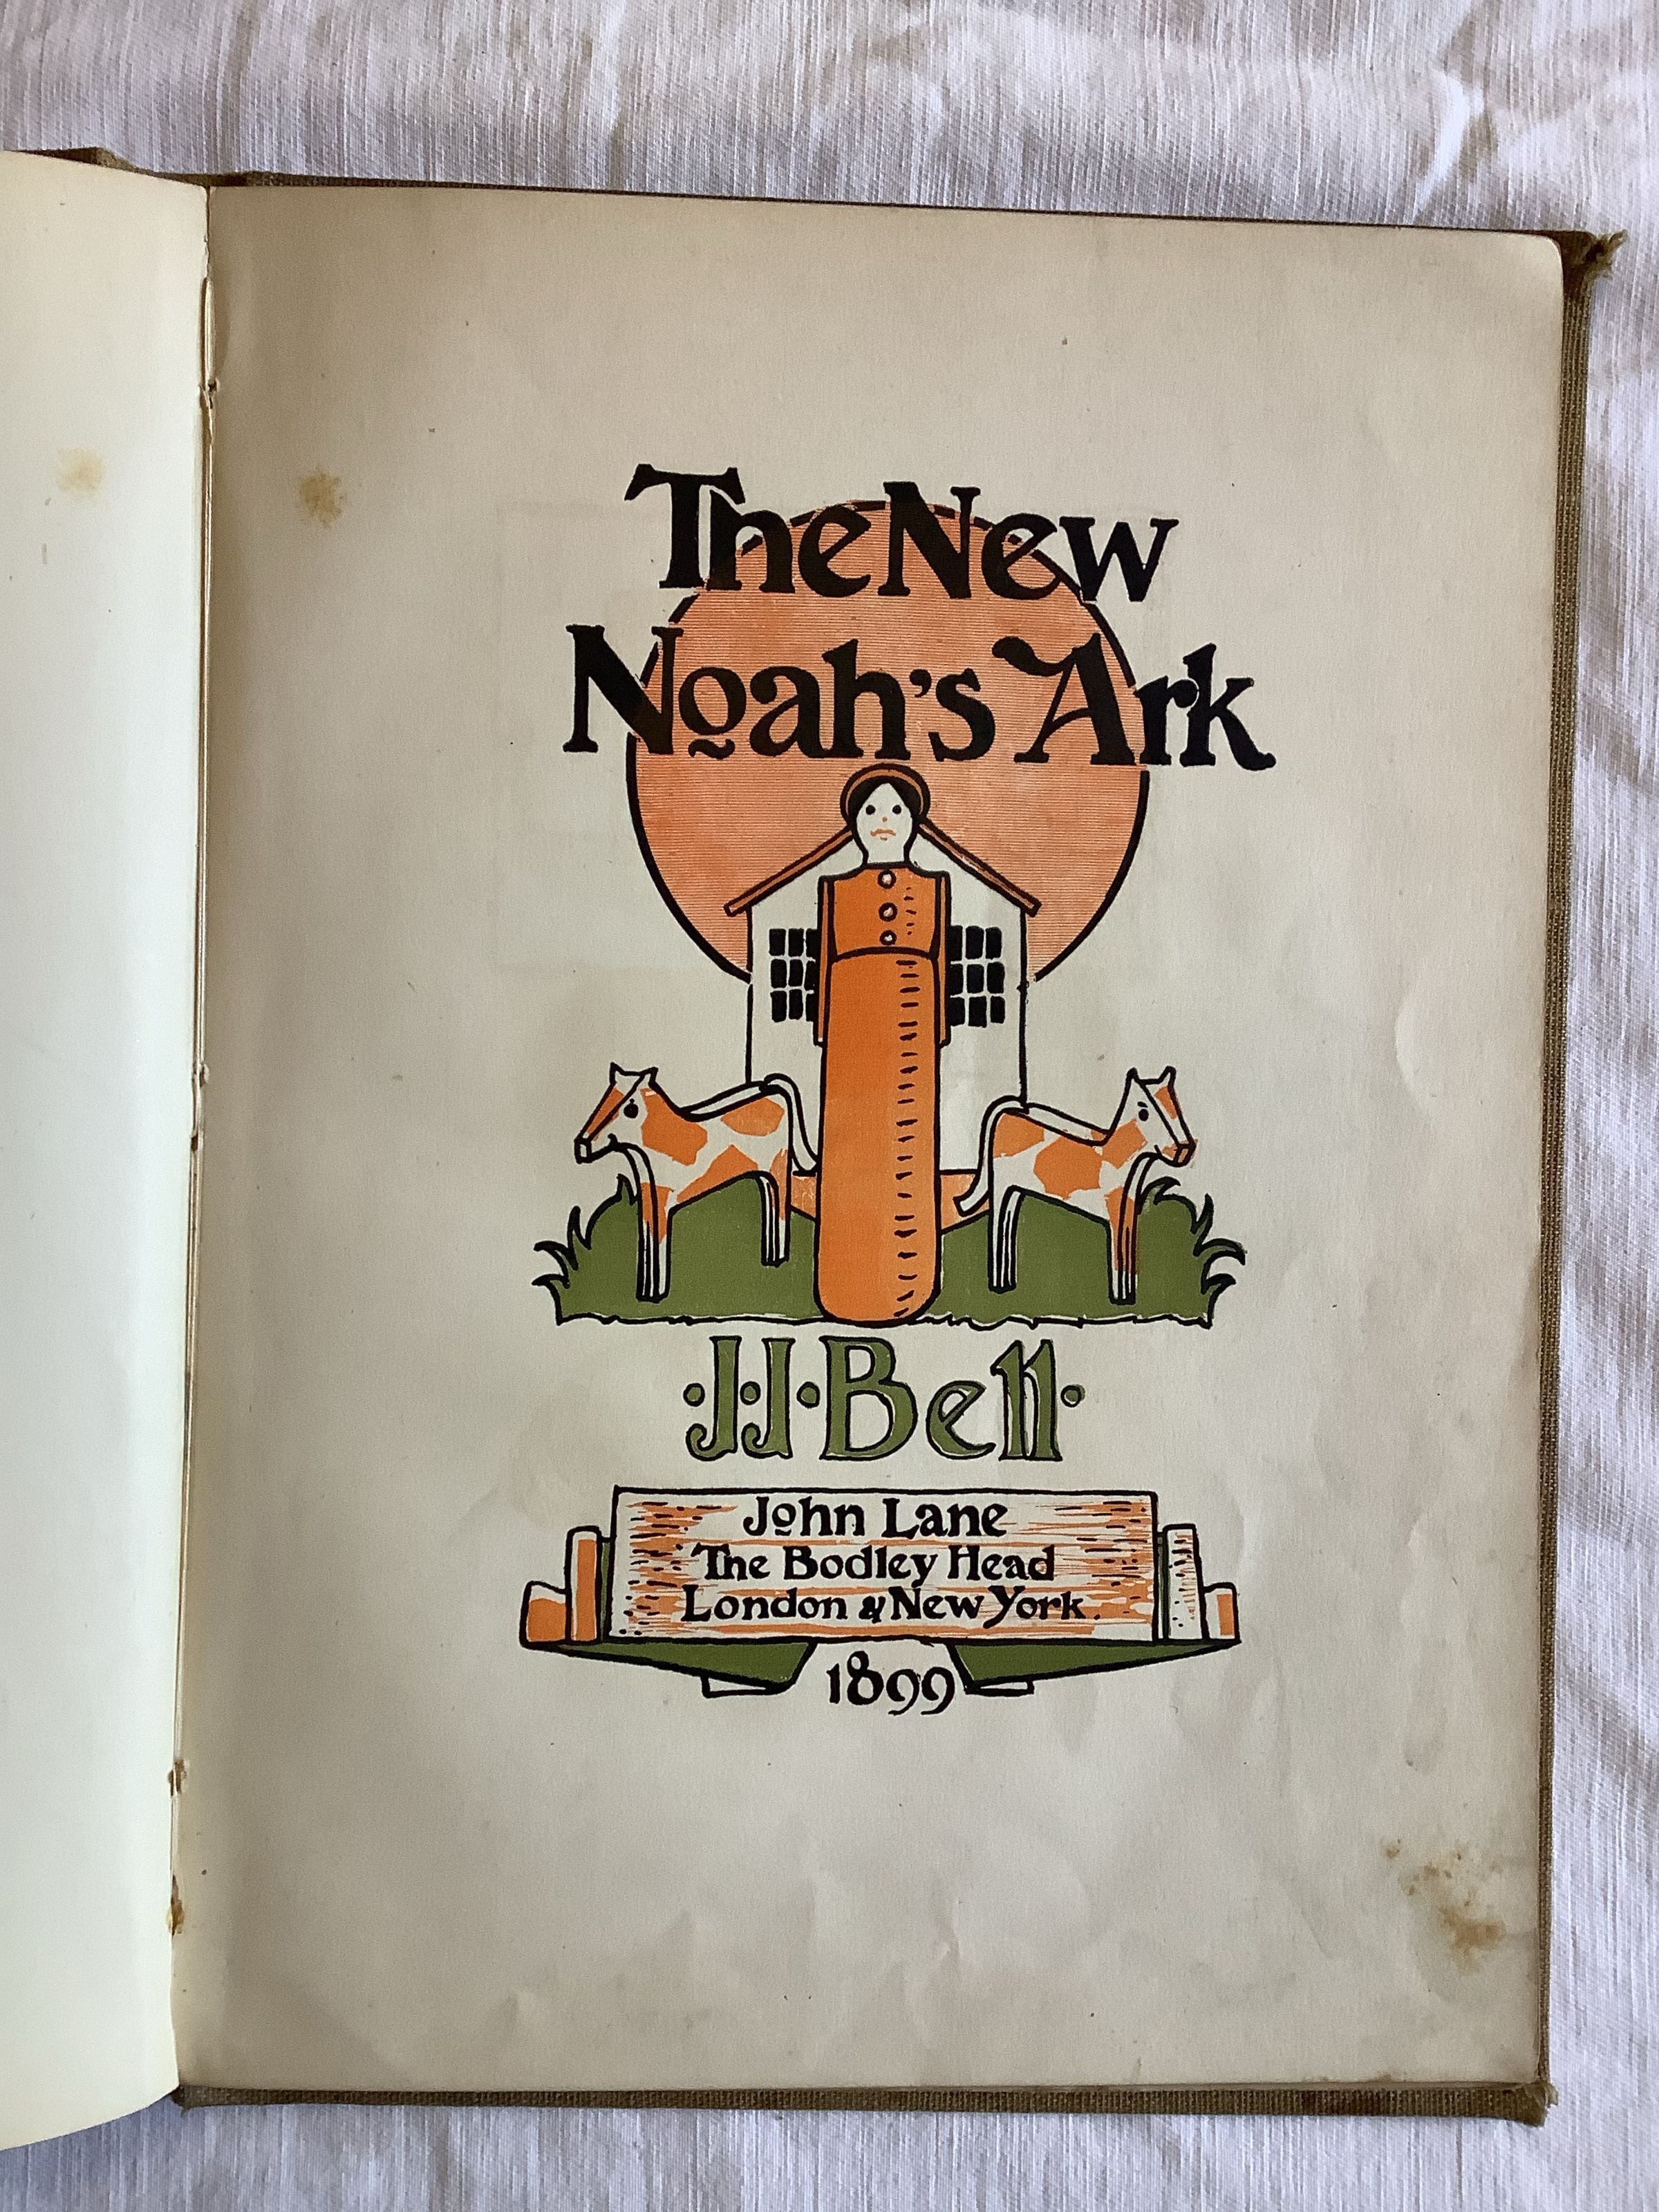 The New
Noah's Ark
·J·J·Bell·
John Lane
The Bodley Head
London & New York.
1899